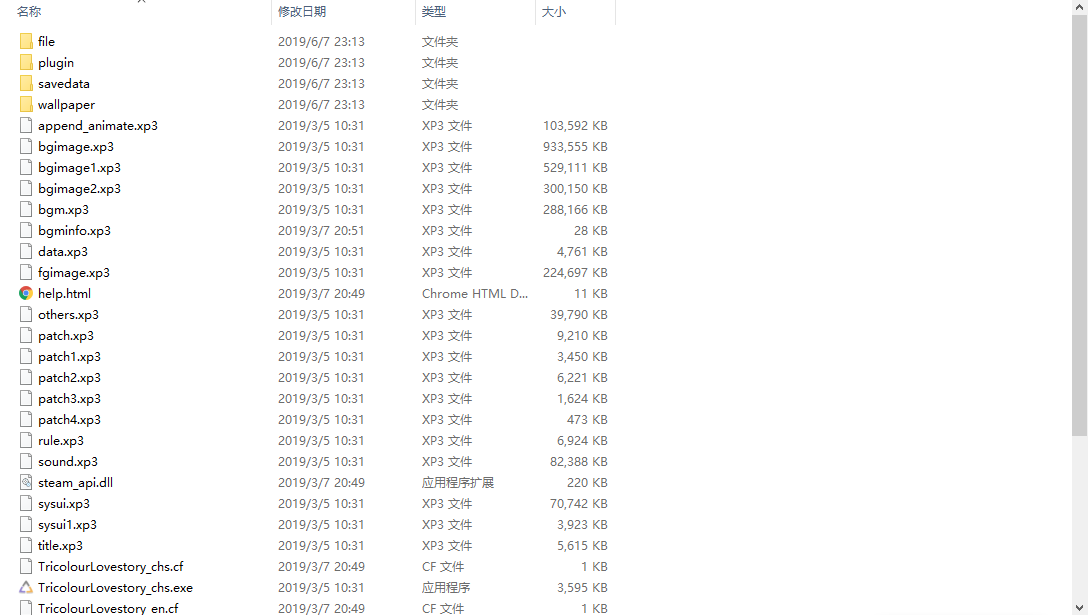 名称 修改日期 类型 大小
file 2019/6/7 23:13 文件夹
plugin 2019/6/7 23:13 文件夹
savedata 2019/6/7 23:13 文件夹
wallpaper 2019/6/7 23:13 文件夹
append_animate.xp3 2019/3/5 10:31 XP3 文件 103,592 KB
bgimage.xp3 2019/3/5 10:31 XP3 文件 933,555 KB
bgimage1.xp3 2019/3/5 10:31 XP3 文件 529,111 KB
bgimage2.xp3 2019/3/5 10:31 XP3 文件 300,150 KB
bgm.xp3 2019/3/5 10:31 XP3 文件 288,166 KB
bgminfo.xp3 2019/3/7 20:51 XP3 文件 28 KB
data.xp3 2019/3/5 10:31 XP3 文件 4,761 KB
fgimage.xp3 2019/3/5 10:31 XP3 文件 224,697 KB
help.html 2019/3/7 20:49 Chrome HTML D... 11 KB
others.xp3 2019/3/5 10:31 XP3 文件 39,790 KB
patch.xp3 2019/3/5 10:31 XP3 文件 9,210 KB
patch1.xp3 2019/3/5 10:31 XP3 文件 3,450 KB
patch2.xp3 2019/3/5 10:31 XP3 文件 6,221 KB
patch3.xp3 2019/3/5 10:31 XP3 文件 1,624 KB
patch4.xp3 2019/3/5 10:31 XP3 文件 473 KB
rule.xp3 2019/3/5 10:31 XP3 文件 6,924 KB
sound.xp3 2019/3/5 10:31 XP3 文件 82,388 KB
steam_api.dll 2019/3/7 20:49 应用程序扩展 220 KB
sysui.xp3 2019/3/5 10:31 XP3 文件 70,742 KB
sysui1.xp3 2019/3/5 10:31 XP3 文件 3,923 KB
title.xp3 2019/3/5 10:31 XP3 文件 5,615 KB
TricolourLovestory_chs.cf 2019/3/7 20:49 CF 文件 1 KB
TricolourLovestory_chs.exe 2019/3/5 10:31 应用程序 3,595 KB
TricolourLovestory_en.cf 2019/3/7 20:49 CF 文件 1 KB